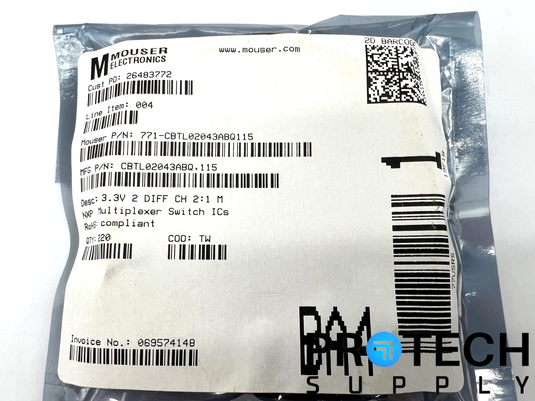 MOUSER
ELECTRONICS
www.mouser.com
2D BARCODE
Cust PO: 26483772
Line Item: 004
Mouser P/N: 771-CBTL02043ABQ115
MFG P/N: CBTL02043ABQ,115
Desc: 3.3V 2 DIFF CH 2:1 M
NXP Multiplexer Switch ICs
RoHS compliant
QTY: 220 COO: TW
1
Invoice No.: 069574148
PROTECH
SUPPLY